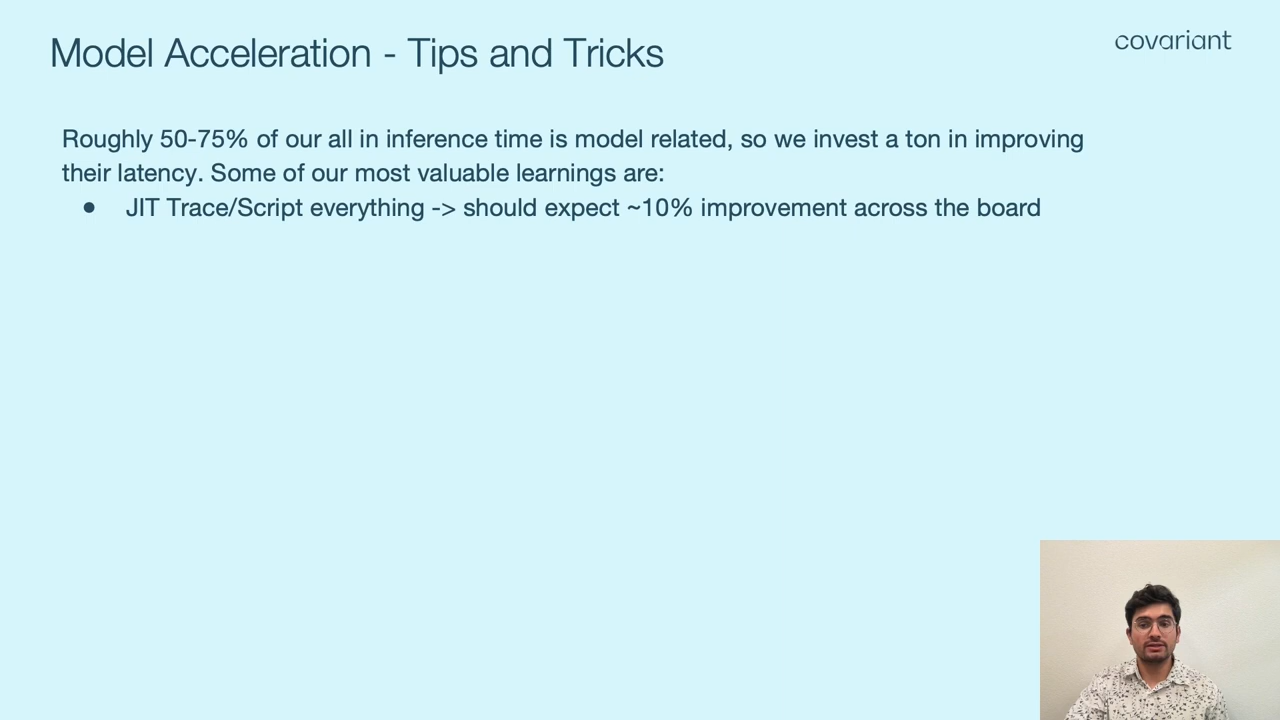 Model Acceleration - Tips and Tricks
covariant
Roughly 50-75% of our all in inference time is model related, so we invest a ton in improving
their latency. Some of our most valuable learnings are:
● JIT Trace/Script everything -> should expect ~10% improvement across the board